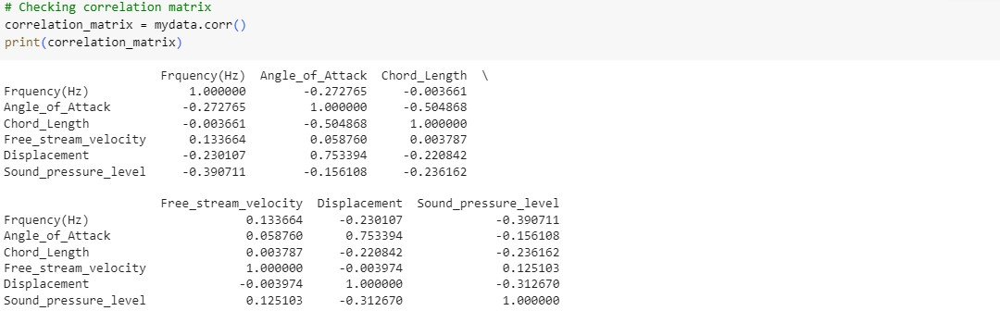 # Checking correlation matrix
correlation_matrix = mydata.corr()
print(correlation_matrix)
Frquency(Hz) Angle_of_Attack Chord_Length \
Frquency(Hz) 1.000000 -0.272765 -0.003661
Angle_of_Attack -0.272765 1.000000 -0.504868
Chord_Length -0.003661 -0.504868 1.000000
Free_stream_velocity 0.133664 0.058760 0.003787
Displacement -0.230107 0.753394 -0.220842
Sound_pressure_level -0.390711 -0.156108 -0.236162
Free_stream_velocity Displacement Sound_pressure_level
Frquency(Hz) 0.133664 -0.230107 -0.390711
Angle_of_Attack 0.058760 0.753394 -0.156108
Chord_Length 0.003787 -0.220842 -0.236162
Free_stream_velocity 1.000000 -0.003974 0.125103
Displacement -0.003974 1.000000 -0.312670
Sound_pressure_level 0.125103 -0.312670 1.000000